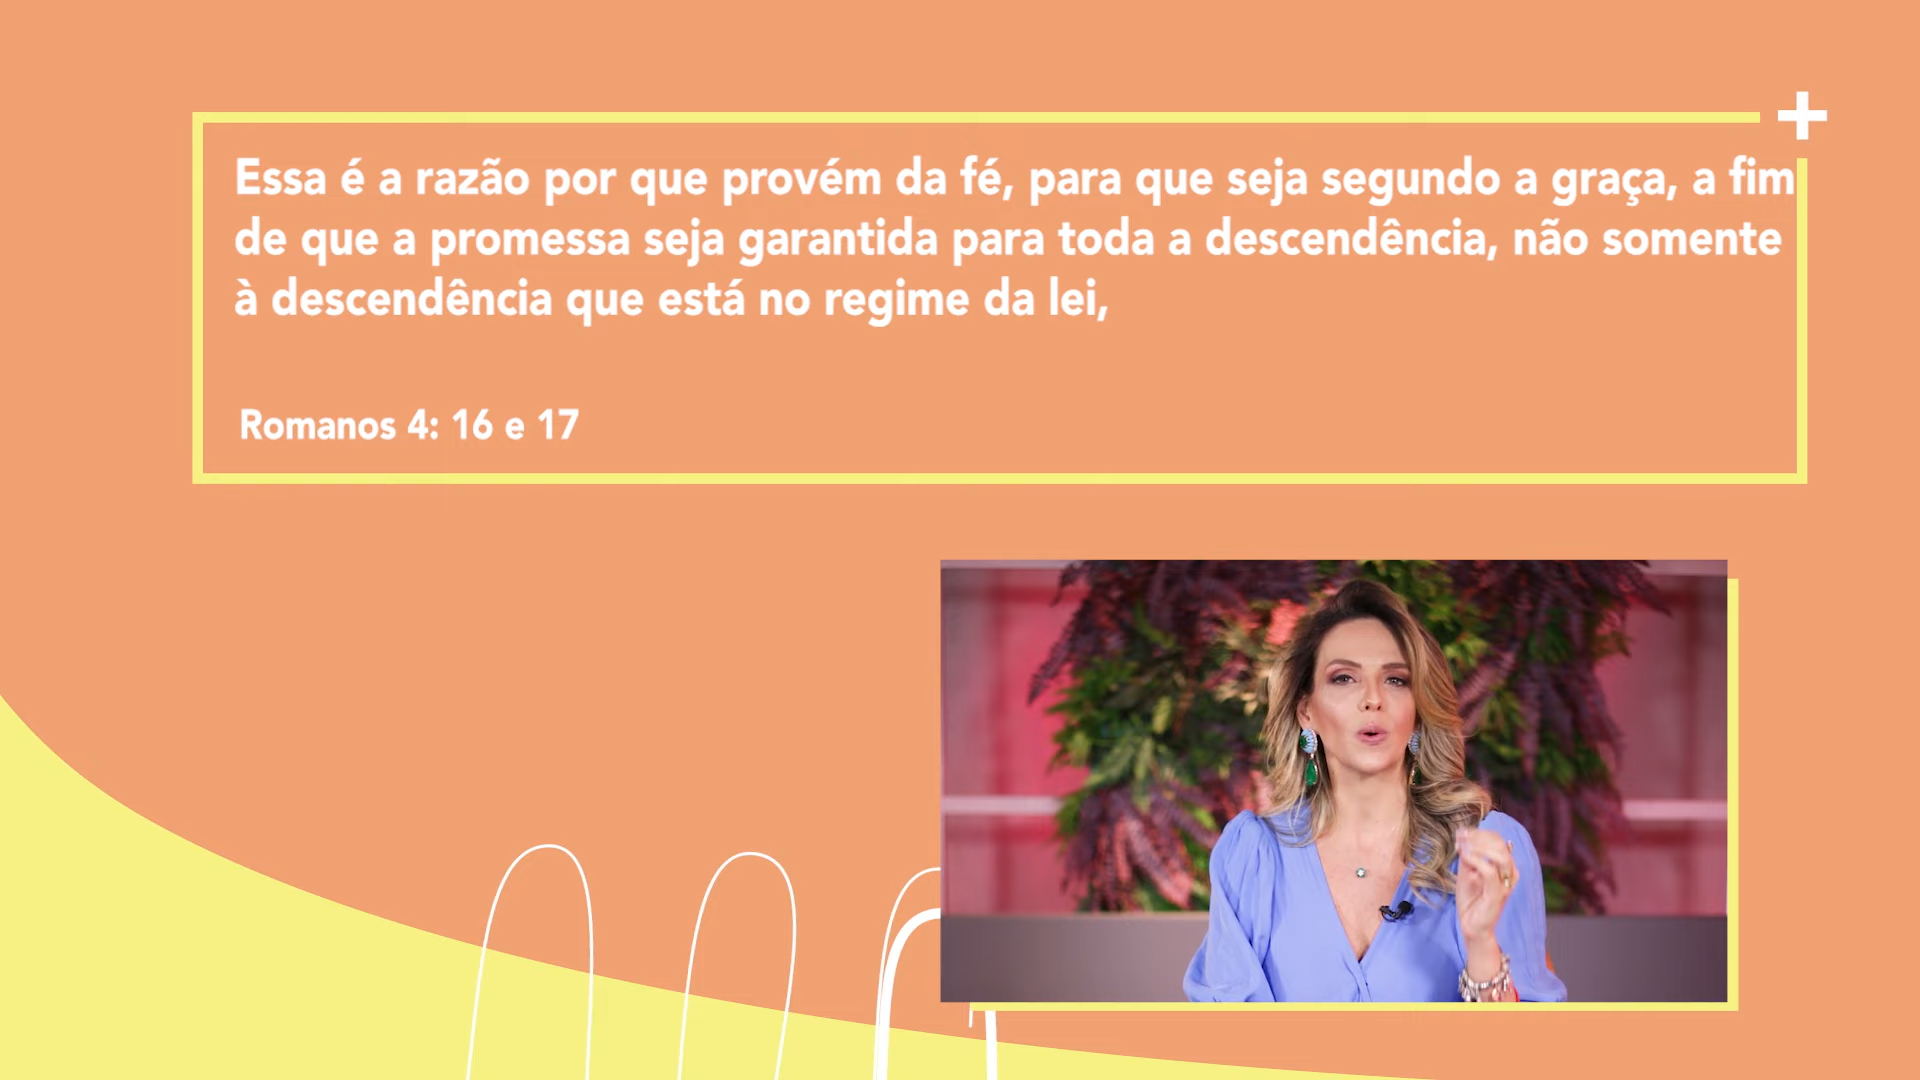 Essa é a razão por que provém da fé, para que seja segundo a graça, a fim
de que a promessa seja garantida para toda a descendência, não somente
à descendência que está no regime da lei,
Romanos 4: 16 e 17